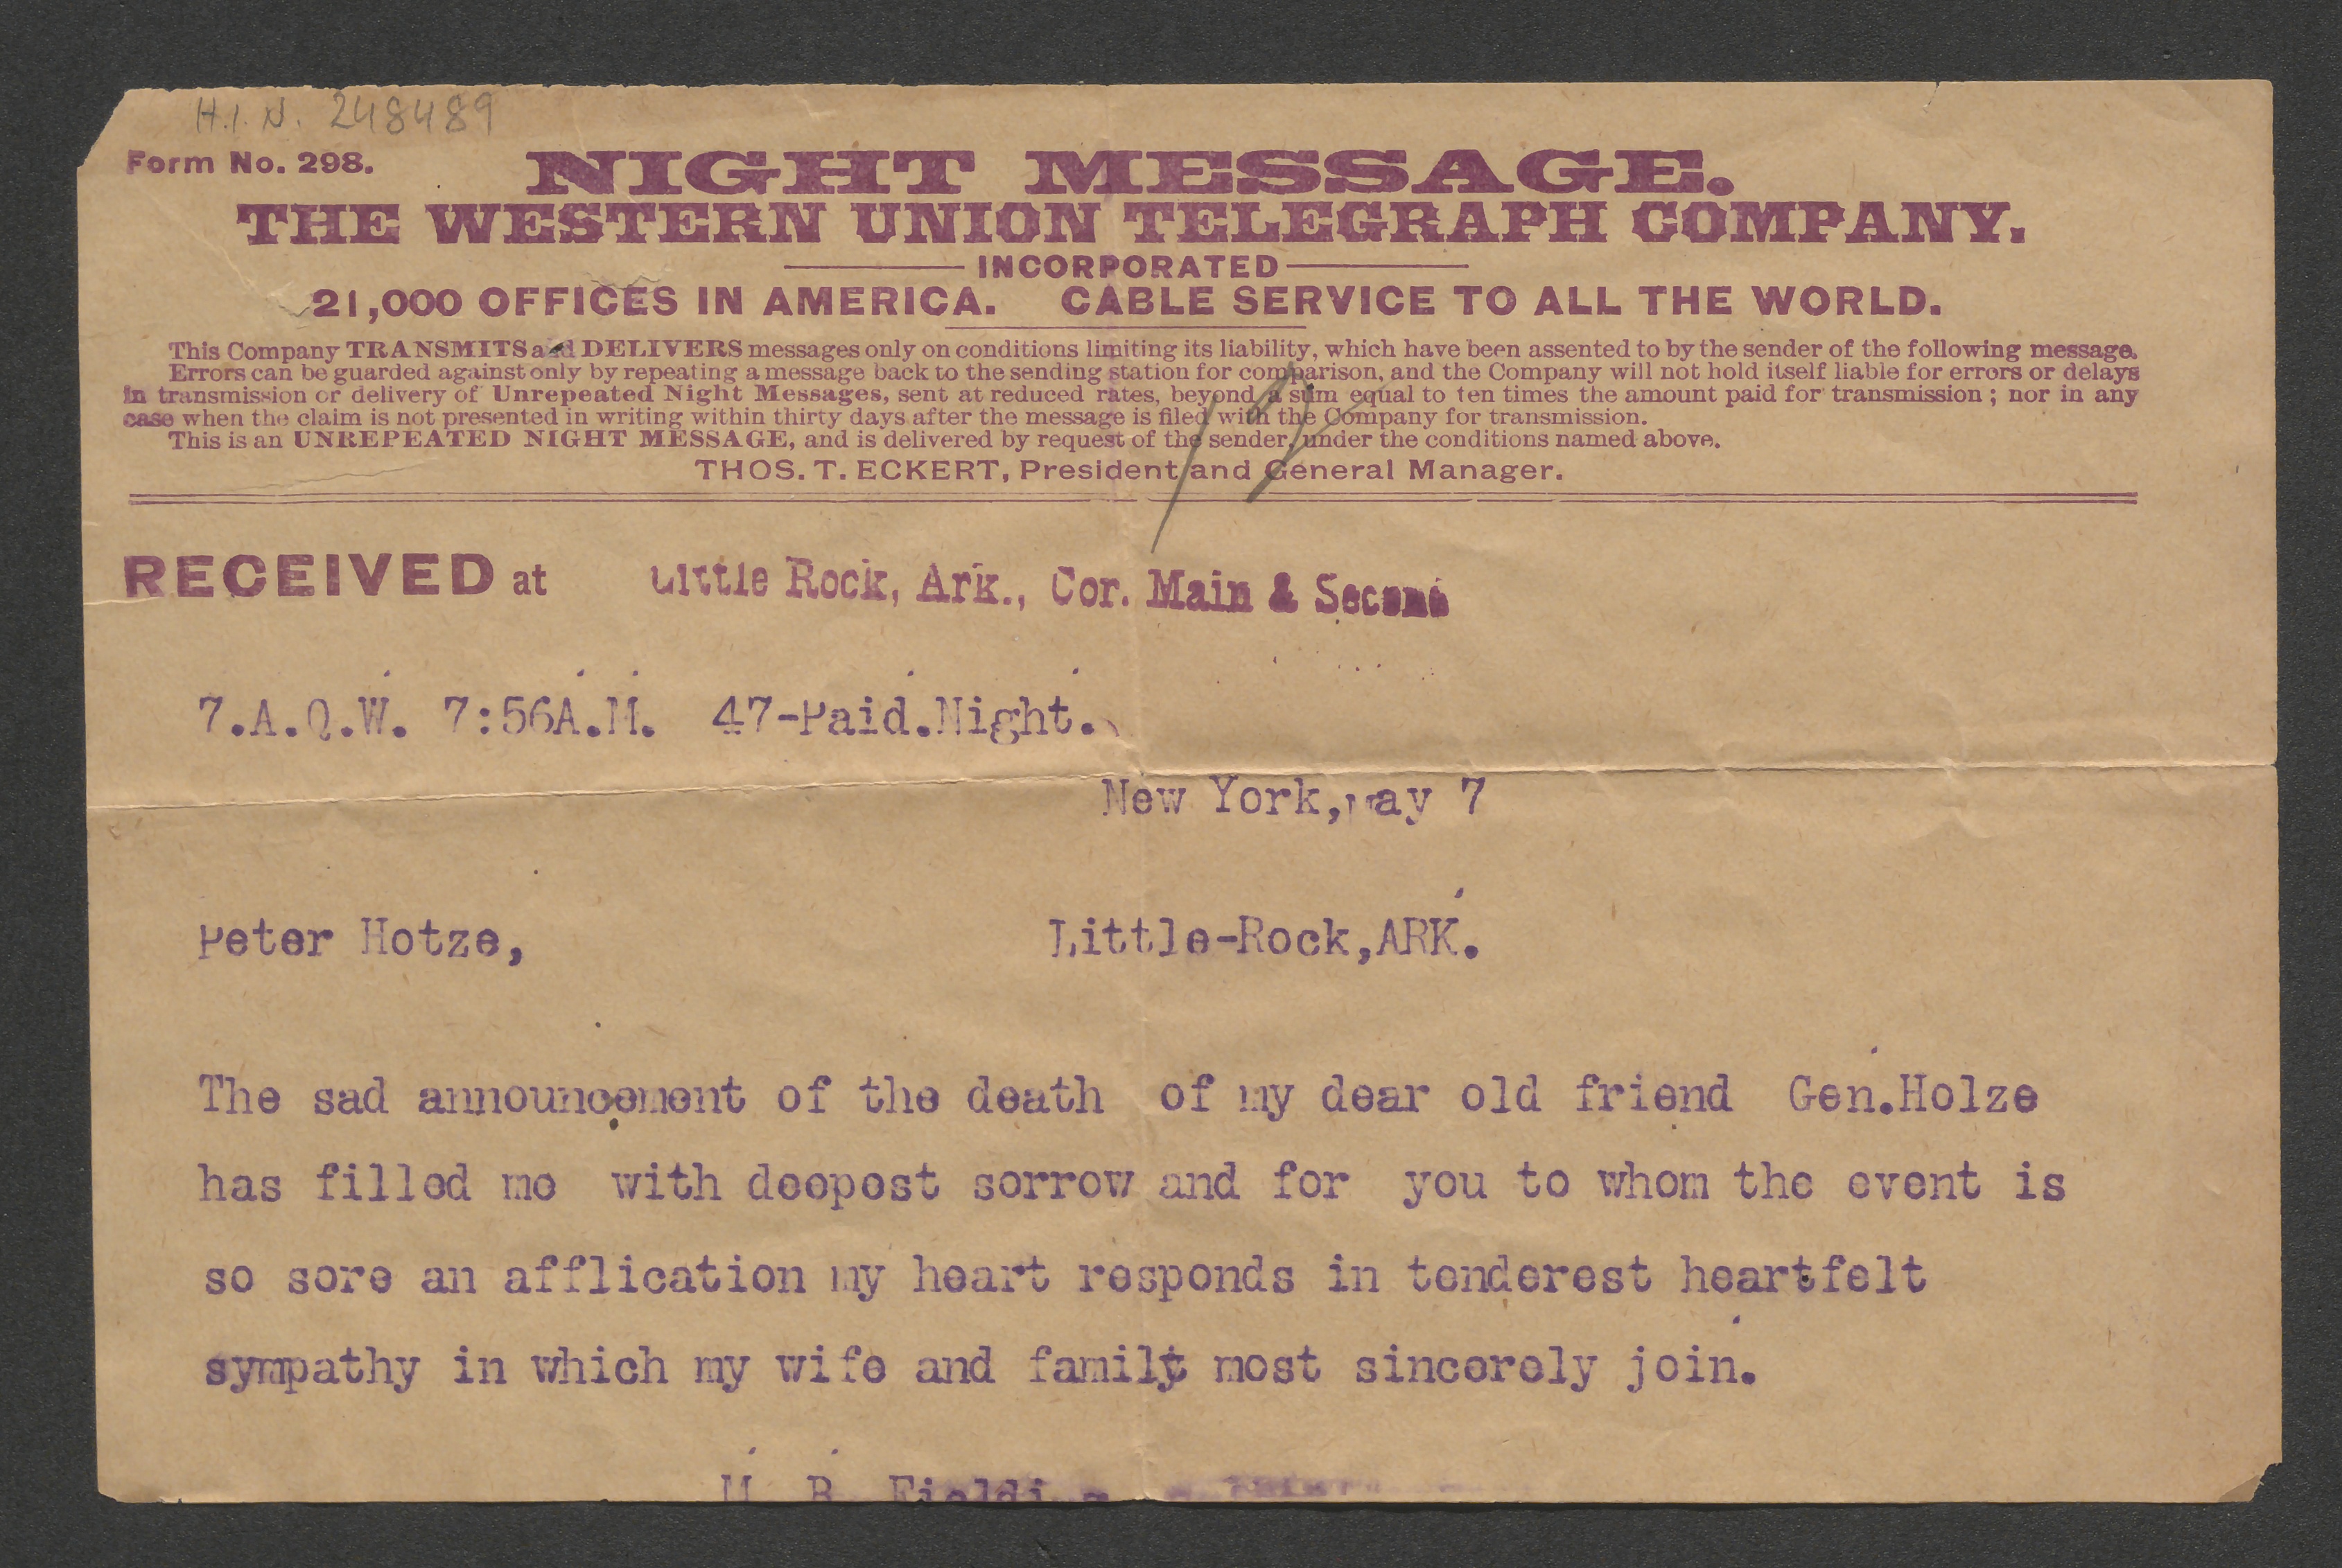 H.I.N. 248489
Form No. 298.
NIGHT MESSAGE.
THE WESTERN UNION TELEGRAPH COMPANY.
INCORPORATED
21,000 OFFICES IN AMERICA. CABLE SERVICE TO ALL THE WORLD.
This Company TRANSMITS and DELIVERS messages only on conditions limiting its liability, which have been assented to by the sender of the following message.
Errors can be guarded against only by repeating a message back to the sending station for comparison, and the Company will not hold itself liable for errors or delays
in transmission or delivery of Unrepeated Night Messages, sent at reduced rates, beyond a sum equal to ten times the amount paid for transmission; nor in any
case when the claim is not presented in writing within thirty days after the message is filed with the Company for transmission.
This is an UNREPEATED NIGHT MESSAGE, and is delivered by request of the sender, under the conditions named above.
THOS. T. ECKERT, President and General Manager.
RECEIVED at Little Rock, Ark., Cor. Main & Second
7.A.Q.W. 7:56A.M. 47-Paid.Night.
New York, May 7
Peter Hotze, Little-Rock,ARK.
The sad announcement of the death of my dear old friend Gen.Holze
has filled me with deepest sorrow and for you to whom the event is
so sore an afflication my heart responds in tenderest heartfelt
sympathy in which my wife and family most sincerely join.
M B Fielding